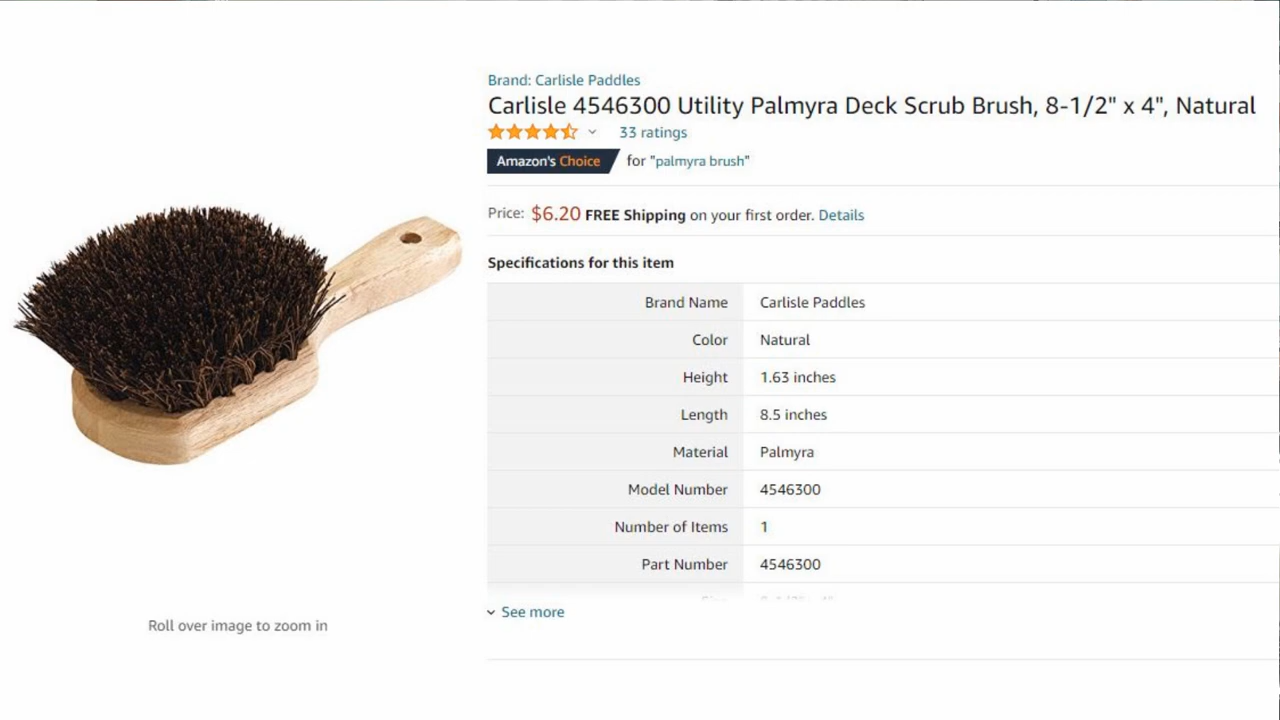 Brand: Carlisle Paddles
Carlisle 4546300 Utility Palmyra Deck Scrub Brush, 8-1/2" x 4", Natural
33 ratings
Amazon's Choice for "palmyra brush"
Price: $6.20 FREE Shipping on your first order. Details
Specifications for this item
Brand Name Carlisle Paddles
Color Natural
Height 1.63 inches
Length 8.5 inches
Material Palmyra
Model Number 4546300
Number of Items 1
Part Number 4546300
See more
Roll over image to zoom in